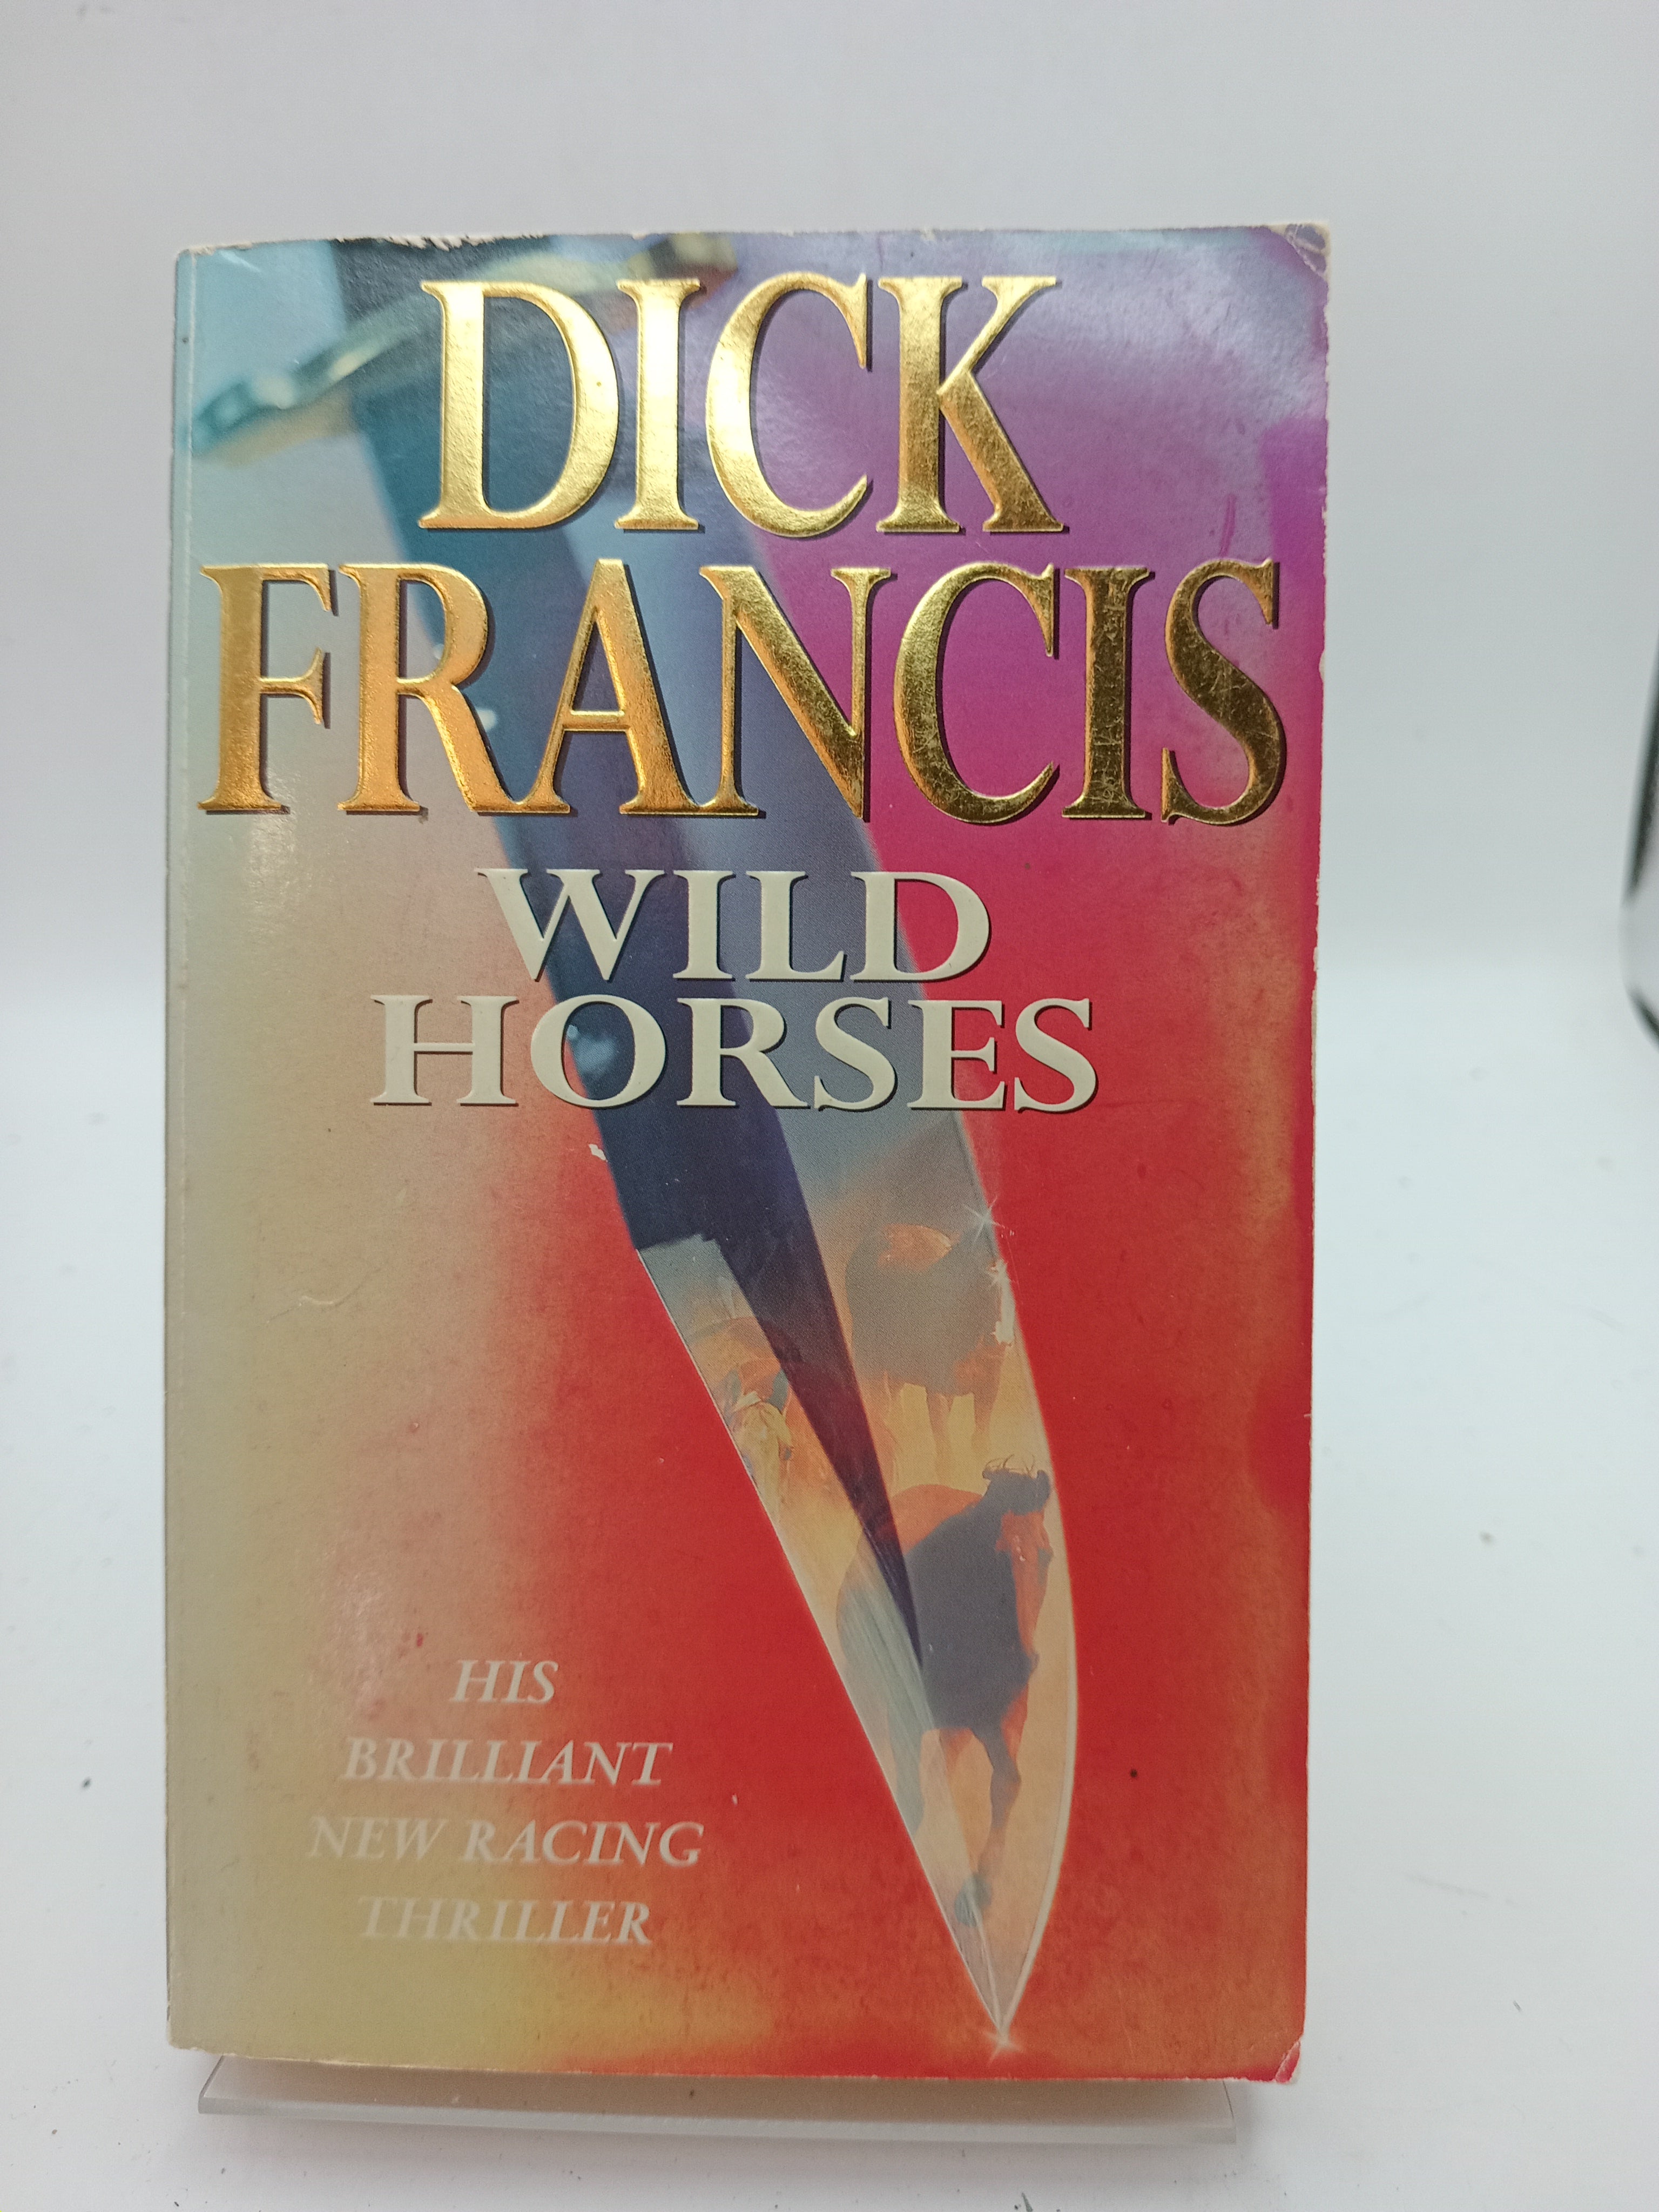 DICK
FRANCIS
WILD
HORSES
HIS
BRILLIANT
NEW RACING
THRILLER